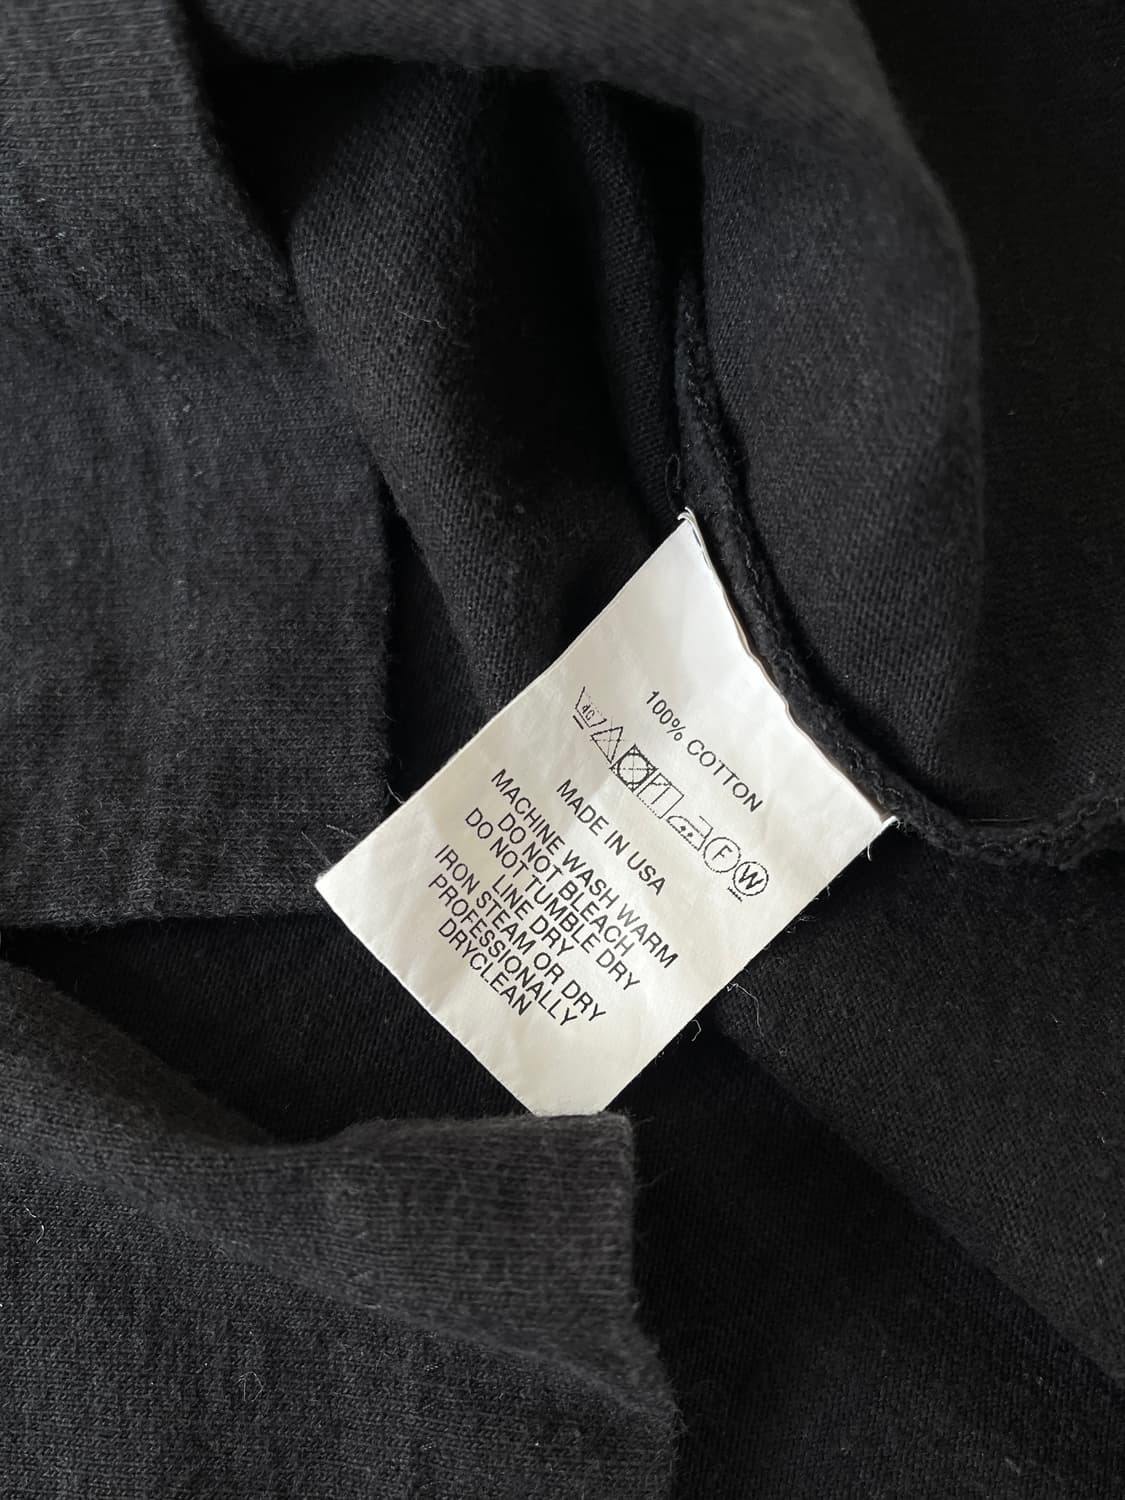 100% COTTON
40 F W
MADE IN USA
MACHINE WASH WARM
DO NOT BLEACH
DO NOT TUMBLE DRY
LINE DRY
IRON STEAM OR DRY
PROFESSIONALLY
DRYCLEAN